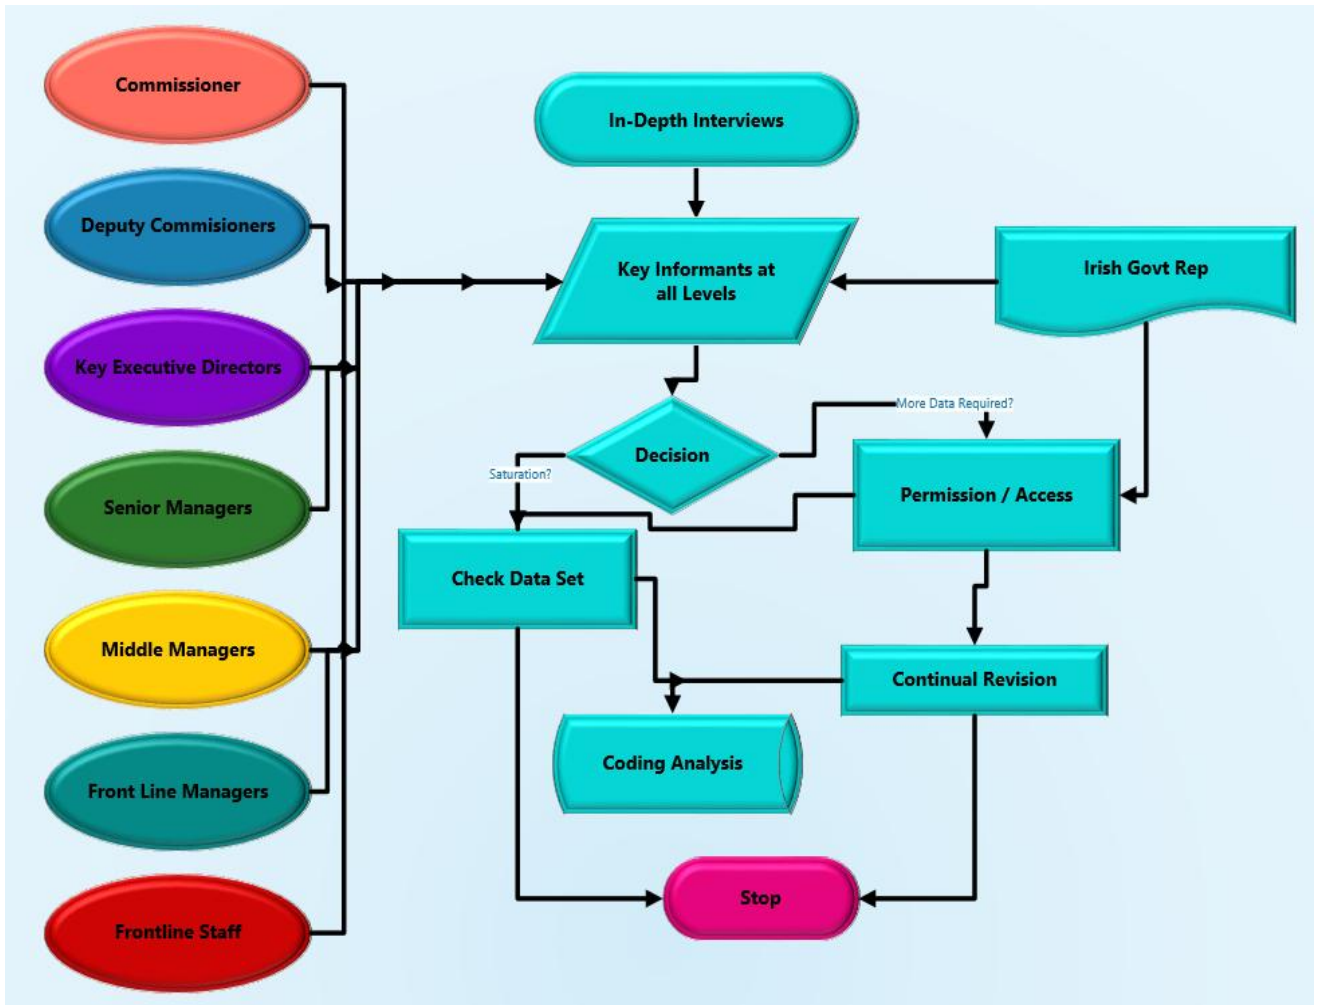 Commissioner
Deputy Commisioners
Key Executive Directors
Senior Managers
Middle Managers
Front Line Managers
Frontline Staff
In-Depth Interviews
Key Informants at
all Levels
Irish Govt Rep
More Data Required?
Decision
Saturation?
Permission / Access
Check Data Set
Continual Revision
Coding Analysis
Stop